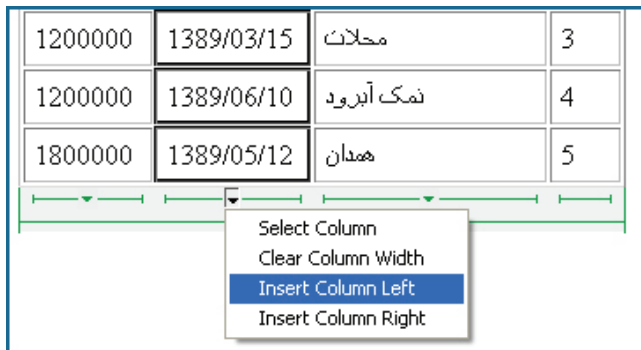 3 محلات 1389/03/15 1200000
4 نمک آبرود 1389/06/10 1200000
5 همدان 1389/05/12 1800000
Select Column
Clear Column Width
Insert Column Left
Insert Column Right